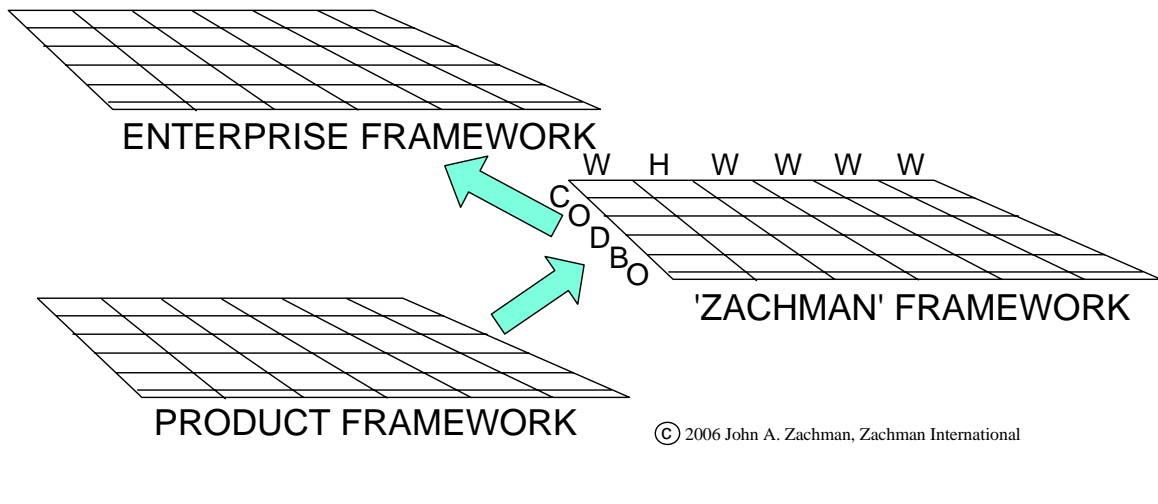 ENTERPRISE FRAMEWORK
W H W W W W
C
O
D
B
O
'ZACHMAN' FRAMEWORK
PRODUCT FRAMEWORK
© 2006 John A. Zachman, Zachman International